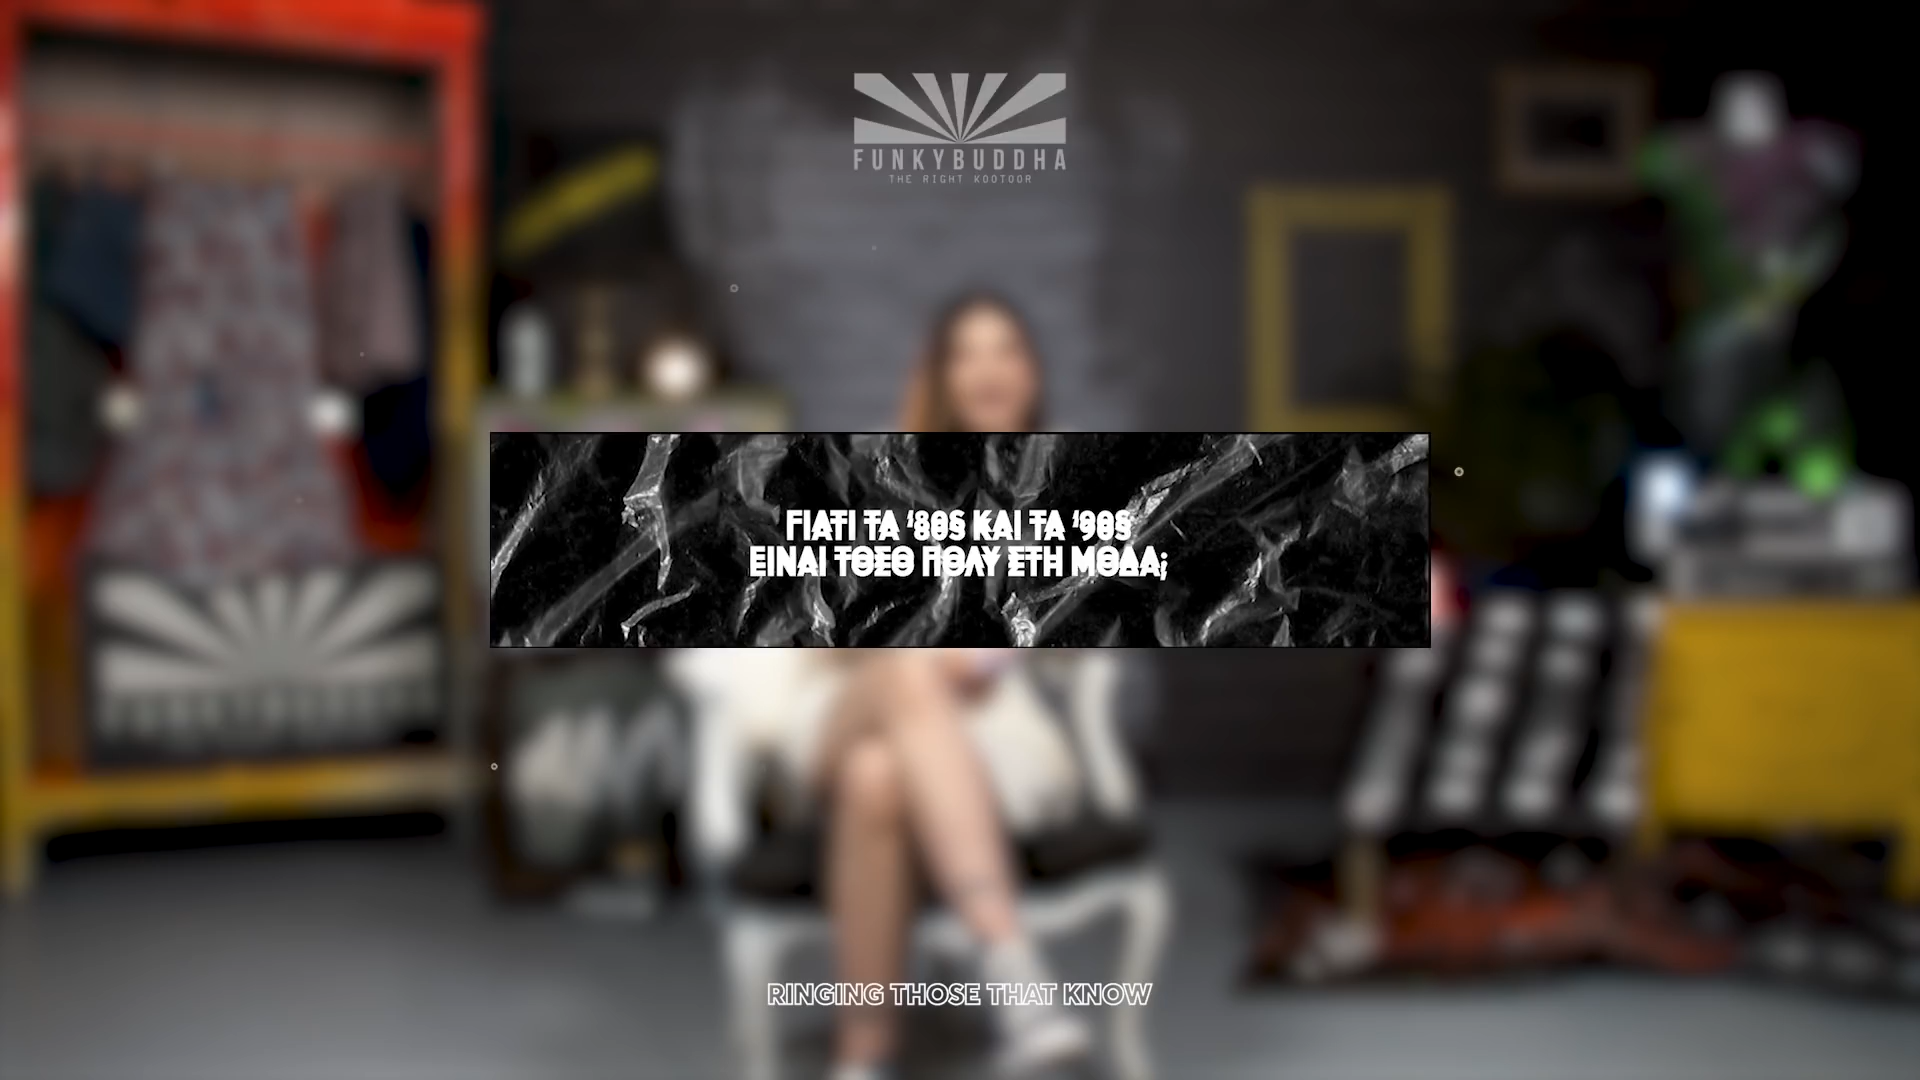 FUNKYBUDDHA
THE RIGHT KOOTOOR
ΓΙΑΤΙ ΤΑ '80S ΚΑΙ ΤΑ '90S
ΕΙΝΑΙ ΤΟΣΟ ΠΟΛΥ ΣΤΗ ΜΟΔΑ;
RINGING THOSE THAT KNOW